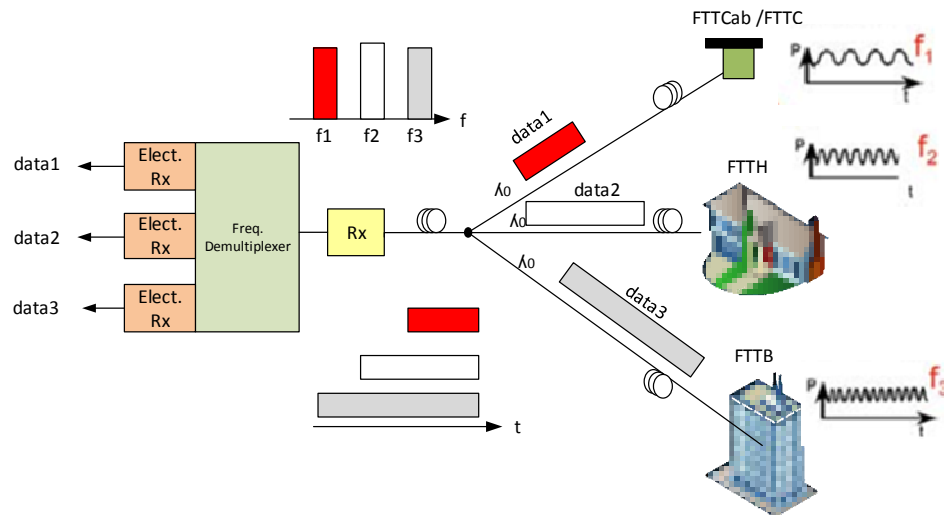 FTTCab /FTTC
P
f1
t
f1
f2
f3
f
data1
data1
Elect.
Rx
P
f2
t
FTTH
data2
λ0
λ0
data2
Elect.
Rx
Freq.
Demultiplexer
Rx
λ0
data3
data3
Elect.
Rx
FTTB
P
f3
t
t